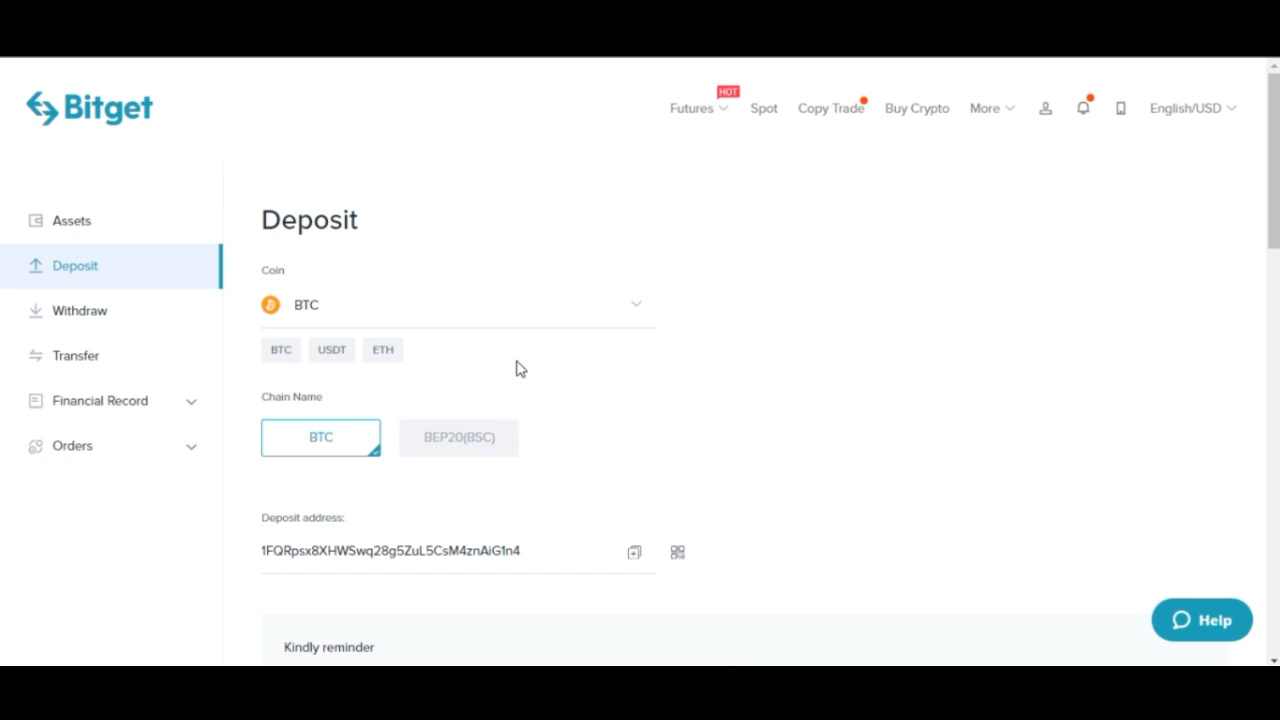 Bitget
HOT
Futures Spot Copy Trade Buy Crypto More English/USD
Assets
Deposit
Withdraw
Transfer
Financial Record
Orders
Deposit
Coin
BTC
BTC USDT ETH
Chain Name
BTC BEP20(BSC)
Deposit address:
1FQRpsx8XHWSwq28g5ZuL5CsM4znAiG1n4
Kindly reminder
Help